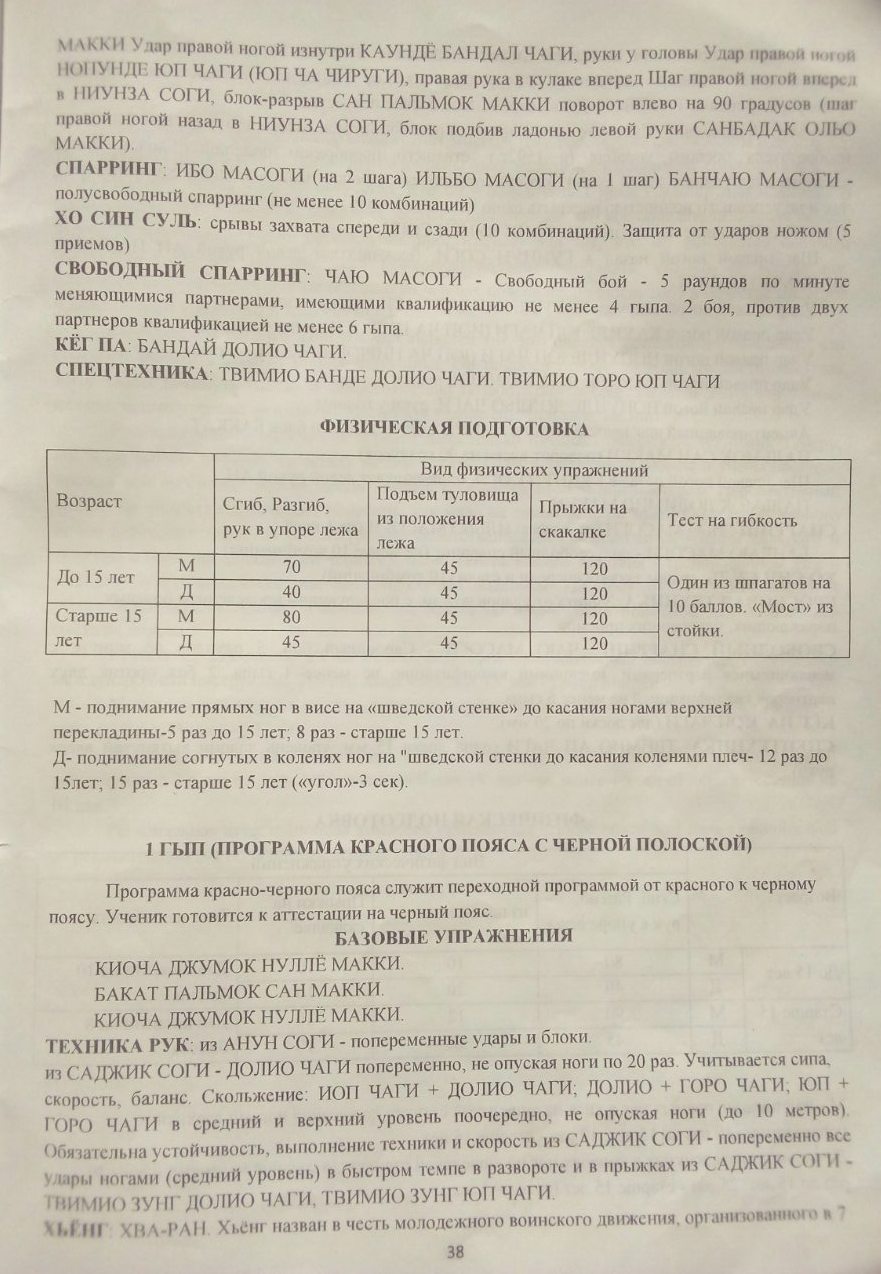 МАККИ Удар правой ногой изнутри КАУНДЁ БАНДАЛ ЧАГИ, руки у головы Удар правой ногой
НОПУНДЕ ЮП ЧАГИ (ЮП ЧА ЧИРУГИ), правая рука в кулаке вперед Шаг правой ногой вперед
в НИУНЗА СОГИ, блок-разрыв САН ПАЛЬМОК МАККИ поворот влево на 90 градусов (шаг
правой ногой назад в НИУНЗА СОГИ, блок подбив ладонью левой руки САНБАДАК ОЛЬО
МАККИ).
СПАРРИНГ: ИБО МАСОГИ (на 2 шага) ИЛЬБО МАСОГИ (на 1 шаг) БАНЧАЮ МАСОГИ -
полусвободный спарринг (не менее 10 комбинаций)
ХО СИН СУЛЬ: срывы захвата спереди и сзади (10 комбинаций). Защита от ударов ножом (5
приемов)
СВОБОДНЫЙ СПАРРИНГ: ЧАЮ МАСОГИ - Свободный бой - 5 раундов по минуте
меняющимися партнерами, имеющими квалификацию не менее 4 гыпа. 2 боя, против двух
партнеров квалификацией не менее 6 гыпа.
КЁГ ПА: БАНДАЙ ДОЛИО ЧАГИ.
СПЕЦТЕХНИКА: ТВИМИО БАНДЕ ДОЛИО ЧАГИ. ТВИМИО ТОРО ЮП ЧАГИ
ФИЗИЧЕСКАЯ ПОДГОТОВКА
Возраст Вид физических упражнений
Сгиб, Разгиб, рук в упоре лежа Подъем туловища из положения лежа Прыжки на скакалке Тест на гибкость
До 15 лет М 70 45 120 Один из шпагатов на 10 баллов. «Мост» из стойки.
Д 40 45 120
Старше 15 лет М 80 45 120
Д 45 45 120
М - поднимание прямых ног в висе на «шведской стенке» до касания ногами верхней
перекладины-5 раз до 15 лет; 8 раз - старше 15 лет.
Д- поднимание согнутых в коленях ног на "шведской стенки до касания коленями плеч- 12 раз до
15лет; 15 раз - старше 15 лет («угол»-3 сек).
1 ГЫП (ПРОГРАММА КРАСНОГО ПОЯСА С ЧЕРНОЙ ПОЛОСКОЙ)
Программа красно-черного пояса служит переходной программой от красного к черному
поясу. Ученик готовится к аттестации на черный пояс.
БАЗОВЫЕ УПРАЖНЕНИЯ
КИОЧА ДЖУМОК НУЛЛЁ МАККИ.
БАКАТ ПАЛЬМОК САН МАККИ.
КИОЧА ДЖУМОК НУЛЛЁ МАККИ.
ТЕХНИКА РУК: из АНУН СОГИ - попеременные удары и блоки.
из САДЖИК СОГИ - ДОЛИО ЧАГИ попеременно, не опуская ноги по 20 раз. Учитывается сипа,
скорость, баланс. Скольжение: ИОП ЧАГИ + ДОЛИО ЧАГИ; ДОЛИО + ГОРО ЧАГИ; ЮП +
ГОРО ЧАГИ в средний и верхний уровень поочередно, не опуская ноги (до 10 метров).
Обязательна устойчивость, выполнение техники и скорость из САДЖИК СОГИ - попеременно все
удары ногами (средний уровень) в быстром темпе в развороте и в прыжках из САДЖИК СОГИ -
ТВИМИО ЗУНГ ДОЛИО ЧАГИ, ТВИМИО ЗУНГ ЮП ЧАГИ.
ХЬЁНГ: ХВА-РАН. Хьёнг назван в честь молодежного воинского движения, организованного в 7
38